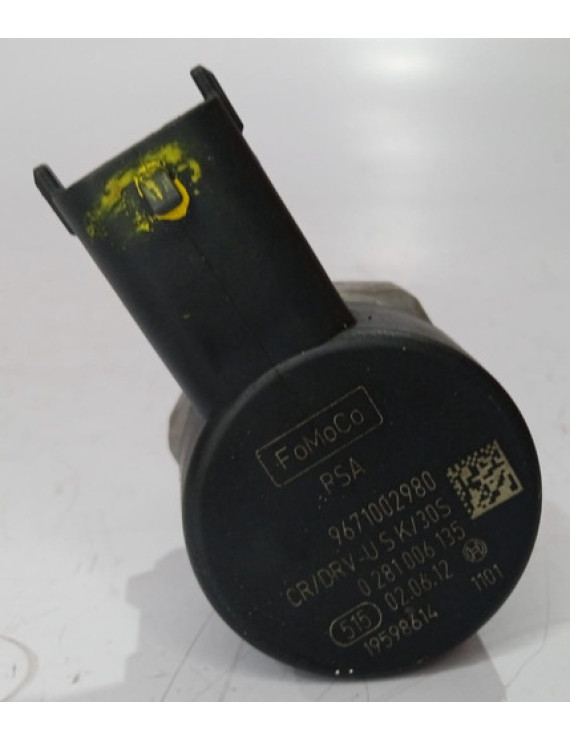 FoMoCo
PSA
9671002980
CR/DRV-U S K/30S
0 281 006 135
515 02.06.12
19598614 1101